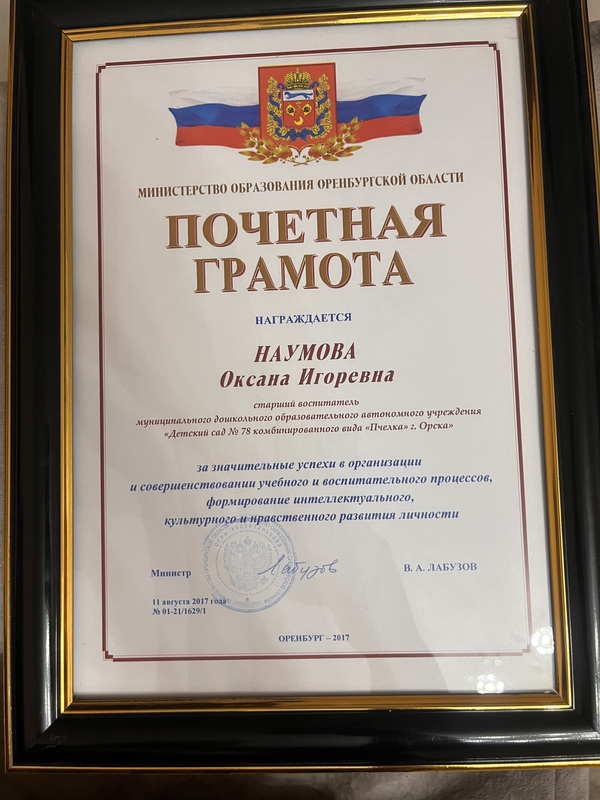 МИНИСТЕРСТВО ОБРАЗОВАНИЯ ОРЕНБУРГСКОЙ ОБЛАСТИ
ПОЧЕТНАЯ
ГРАМОТА
НАГРАЖДАЕТСЯ
НАУМОВА
Оксана Игоревна
старший воспитатель
муниципального дошкольного образовательного автономного учреждения
«Детский сад № 78 комбинированного вида «Пчелка» г. Орска»
за значительные успехи в организации
и совершенствовании учебного и воспитательного процессов,
формирование интеллектуального,
культурного и нравственного развития личности
Министр Лабузов В. А. ЛАБУЗОВ
11 августа 2017 года
№ 01-21/1629/1
ОРЕНБУРГ – 2017